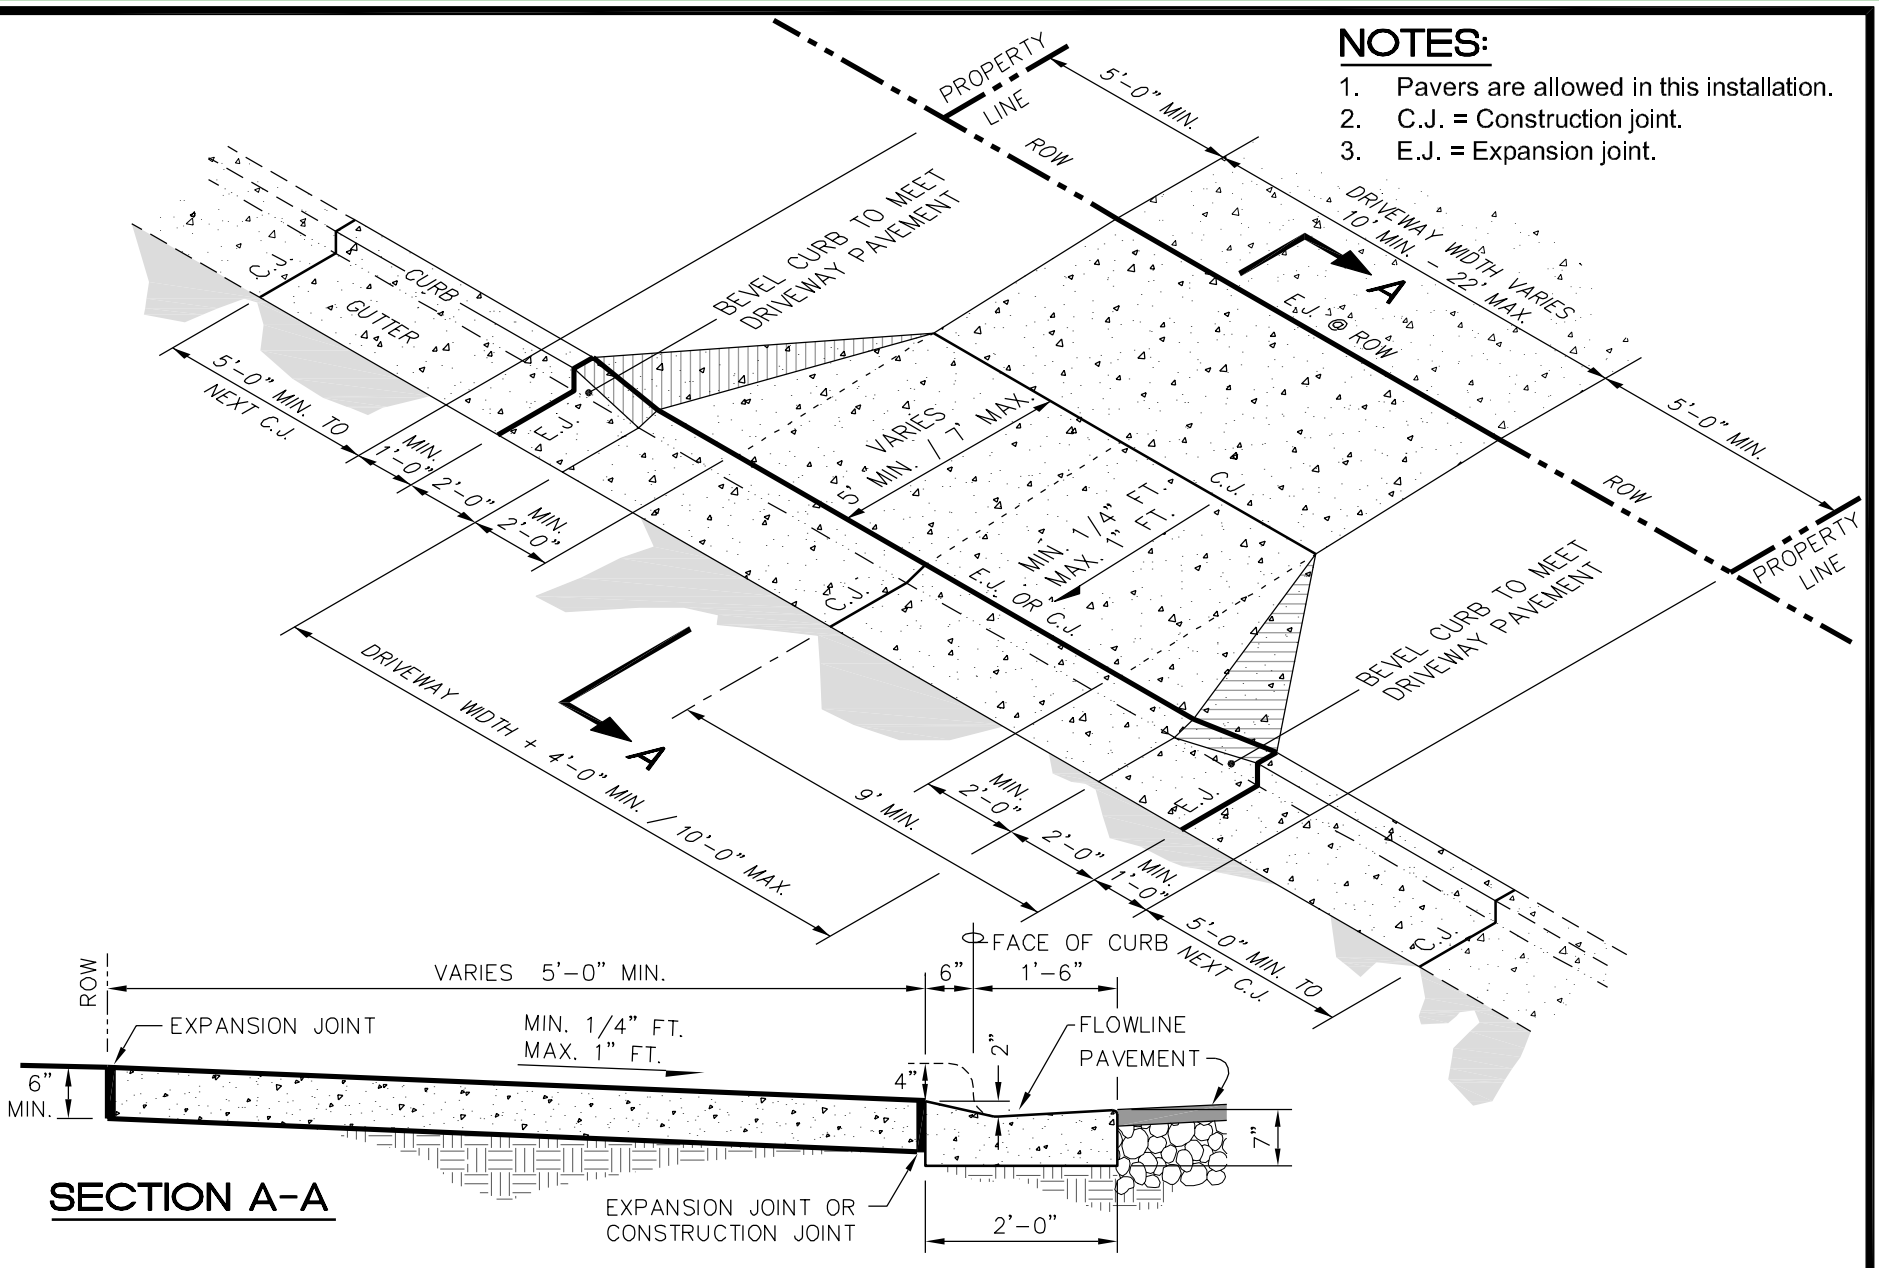 NOTES:
1. Pavers are allowed in this installation.
2. C.J. = Construction joint.
3. E.J. = Expansion joint.
PROPERTY
LINE
5'-0" MIN.
ROW
BEVEL CURB TO MEET
DRIVEWAY PAVEMENT
DRIVEWAY WIDTH VARIES
10' MIN. - 22' MAX.
A
E.J. @ ROW
C.J.
CURB
GUTTER
5'-0" MIN. TO
NEXT C.J.
E.J.
MIN.
1'-0"
2'-0"
MIN.
2'-0"
VARIES
5' MIN. / 7' MAX.
C.J.
MIN. 1/4" FT.
MAX. 1" FT.
5'-0" MIN.
ROW
PROPERTY
LINE
C.J.
E.J. OR C.J.
BEVEL CURB TO MEET
DRIVEWAY PAVEMENT
DRIVEWAY WIDTH + 4'-0" MIN. / 10'-0" MAX.
A
9' MIN.
MIN.
2'-0"
2'-0"
MIN.
1'-0"
E.J.
5'-0" MIN. TO
NEXT C.J.
C.J.
ROW
VARIES 5'-0" MIN.
6"
FACE OF CURB
1'-6"
EXPANSION JOINT
MIN. 1/4" FT.
MAX. 1" FT.
2"
FLOWLINE
PAVEMENT
6"
MIN.
4"
7"
SECTION A-A
EXPANSION JOINT OR
CONSTRUCTION JOINT
2'-0"